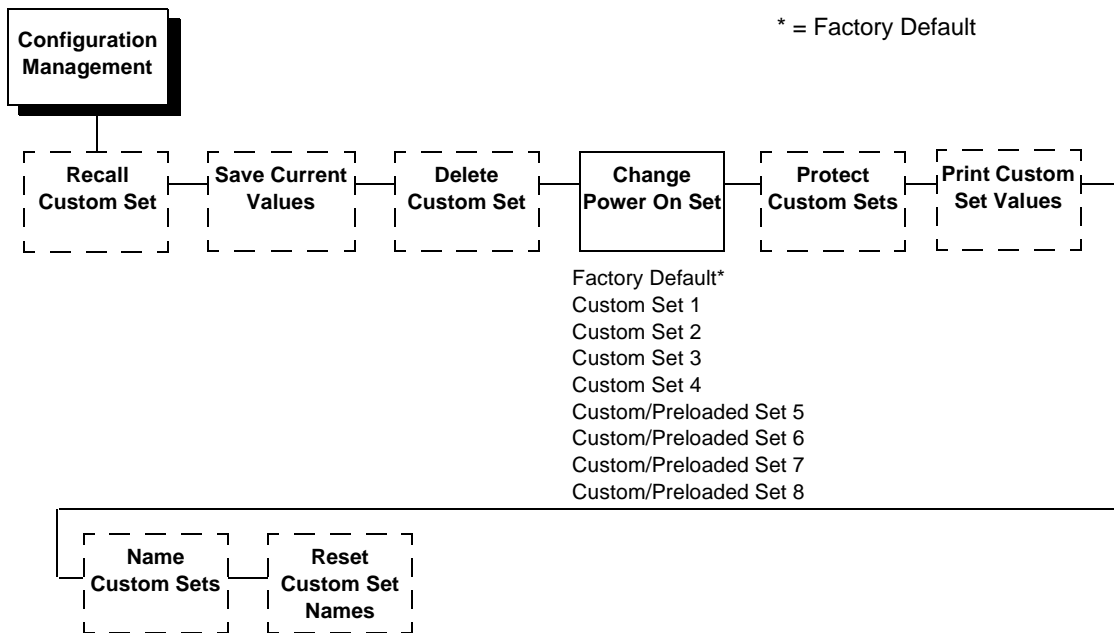 Configuration
Management
* = Factory Default
Recall
Custom Set
Save Current
Values
Delete
Custom Set
Change
Power On Set
Protect
Custom Sets
Print Custom
Set Values
Factory Default*
Custom Set 1
Custom Set 2
Custom Set 3
Custom Set 4
Custom/Preloaded Set 5
Custom/Preloaded Set 6
Custom/Preloaded Set 7
Custom/Preloaded Set 8
Name
Custom Sets
Reset
Custom Set
Names